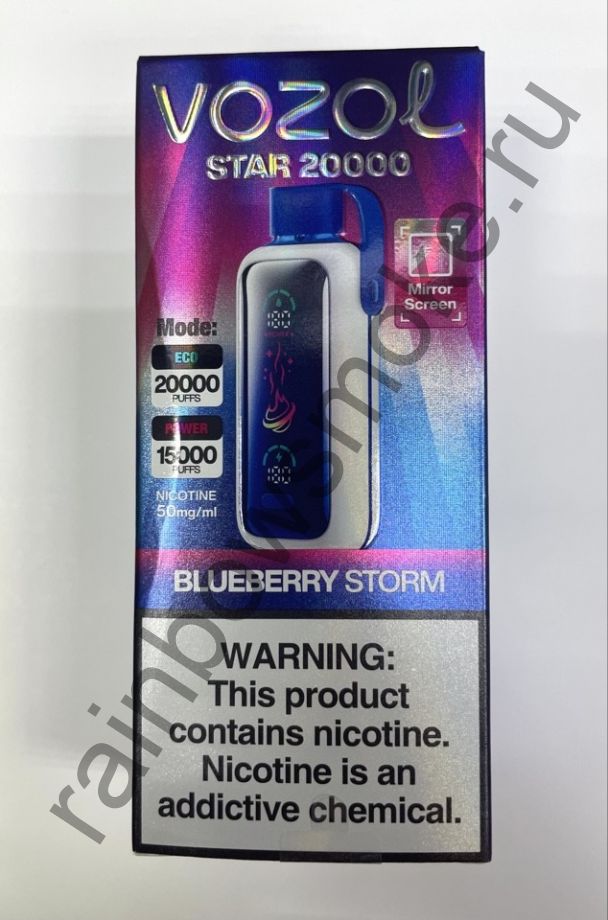 VOZOL
STAR 20000
Mirror
Screen
Mode:
ECO
20000
PUFFS
POWER
15000
PUFFS
NICOTINE
50mg/ml
BLUEBERRY STORM
WARNING:
This product
contains nicotine.
Nicotine is an
addictive chemical.
rainbowsmoke.ru